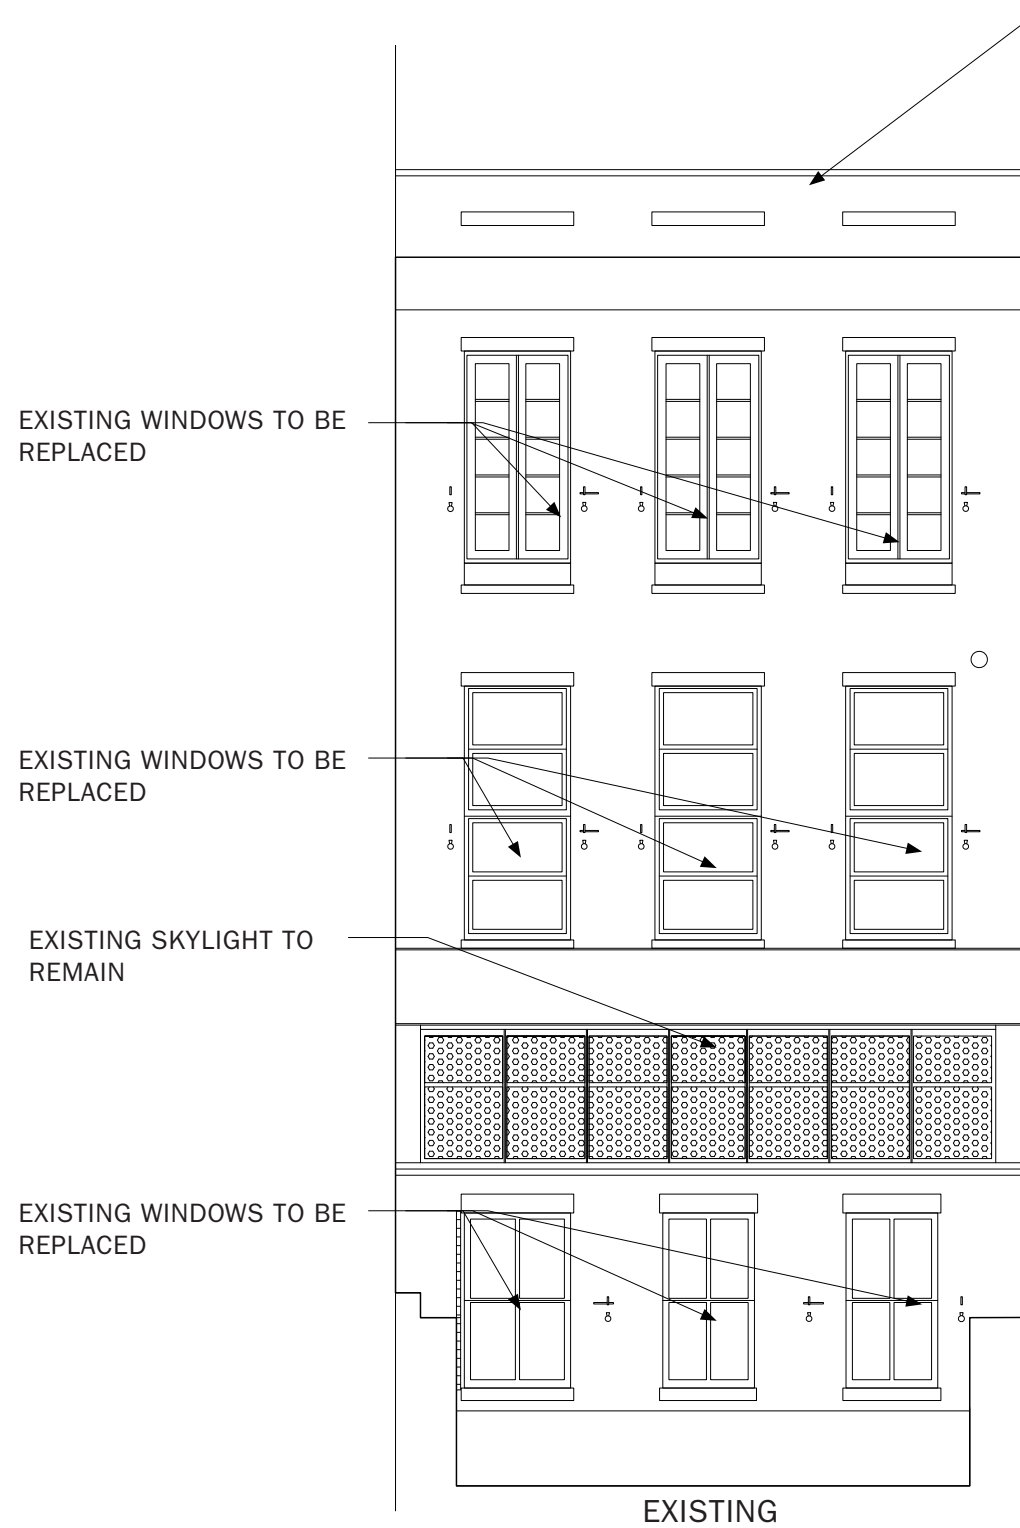 EXISTING WINDOWS TO BE
REPLACED
EXISTING WINDOWS TO BE
REPLACED
EXISTING SKYLIGHT TO
REMAIN
EXISTING WINDOWS TO BE
REPLACED
EXISTING